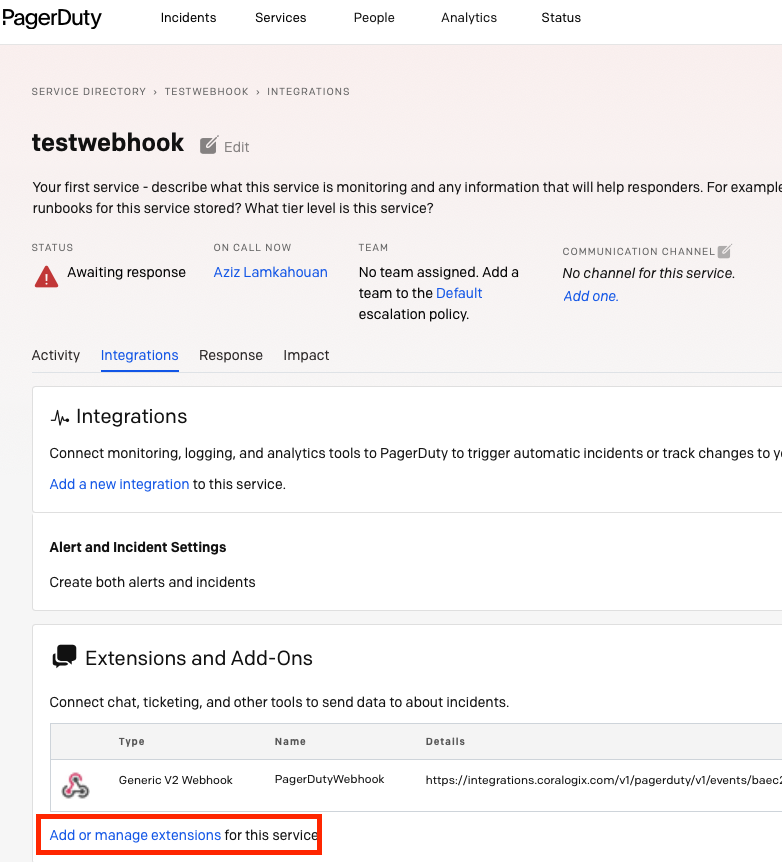 PagerDuty Incidents Services People Analytics Status
SERVICE DIRECTORY › TESTWEBHOOK › INTEGRATIONS
testwebhook Edit
Your first service - describe what this service is monitoring and any information that will help responders. For example
runbooks for this service stored? What tier level is this service?
STATUS
Awaiting response
ON CALL NOW
Aziz Lamkahouan
TEAM
No team assigned. Add a
team to the Default
escalation policy.
COMMUNICATION CHANNEL
No channel for this service.
Add one.
Activity Integrations Response Impact
Integrations
Connect monitoring, logging, and analytics tools to PagerDuty to trigger automatic incidents or track changes to
Add a new integration to this service.
Alert and Incident Settings
Create both alerts and incidents
Extensions and Add-Ons
Connect chat, ticketing, and other tools to send data to about incidents.
Type Name Details
Generic V2 Webhook PagerDutyWebhook https://integrations.coralogix.com/v1/pagerduty/v1/events/baec2
Add or manage extensions for this service